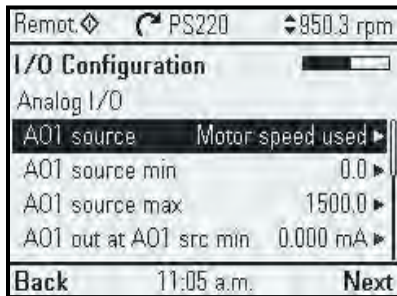 Remot. PS220 950.3 rpm
I/O Configuration
Analog I/O
AO1 source Motor speed used
AO1 source min 0.0
AO1 source max 1500.0
AO1 out at AO1 src min 0.000 mA
Back 11:05 a.m. Next